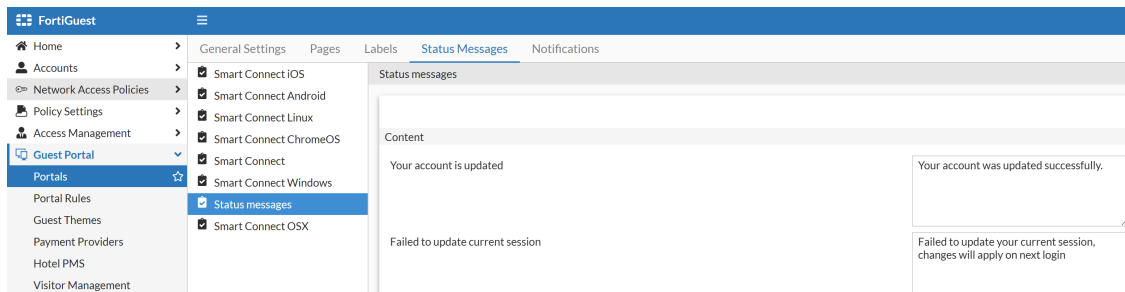 FortiGuest
Home
Accounts
Network Access Policies
Policy Settings
Access Management
Guest Portal
Portals
Portal Rules
Guest Themes
Payment Providers
Hotel PMS
Visitor Management
General Settings Pages Labels Status Messages Notifications
Smart Connect iOS
Smart Connect Android
Smart Connect Linux
Smart Connect ChromeOS
Smart Connect
Smart Connect Windows
Status messages
Smart Connect OSX
Status messages
Content
Your account is updated
Your account was updated successfully.
Failed to update current session
Failed to update your current session,
changes will apply on next login